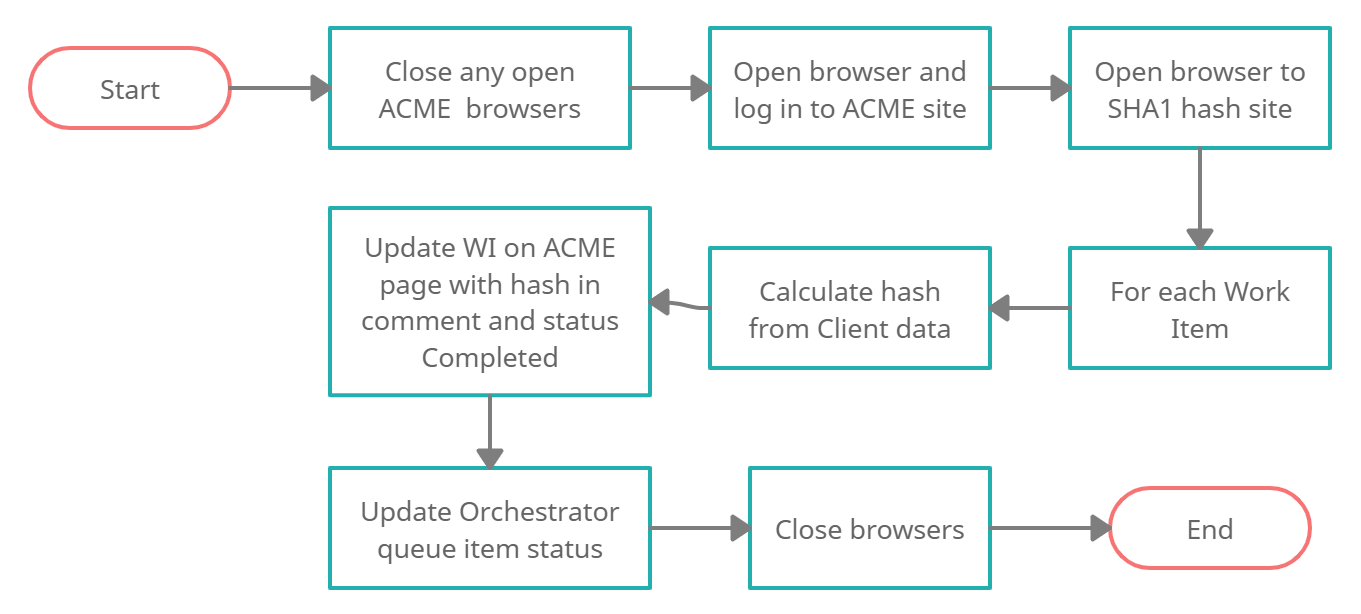 Start
Close any open
ACME  browsers
Open browser and
log in to ACME site
Open browser to
SHA1 hash site
For each Work
Item
Calculate hash
from Client data
Update WI on ACME
page with hash in
comment and status
Completed
Update Orchestrator
queue item status
Close browsers
End